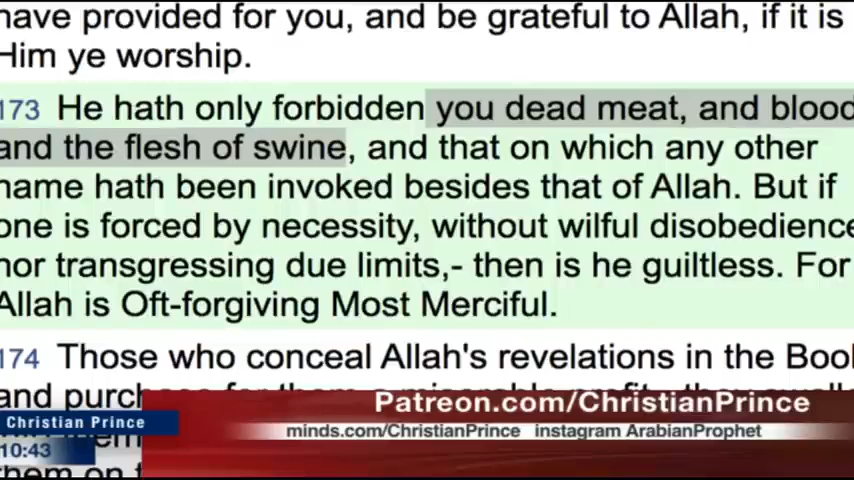 have provided for you, and be grateful to Allah, if it is
Him ye worship.
173 He hath only forbidden you dead meat, and blood
and the flesh of swine, and that on which any other
name hath been invoked besides that of Allah. But if
one is forced by necessity, without wilful disobedience
nor transgressing due limits,- then is he guiltless. For
Allah is Oft-forgiving Most Merciful.
174 Those who conceal Allah's revelations in the Book
and
them on
Patreon.com/ChristianPrince
Christian Prince
minds.com/ChristianPrince instagram ArabianProphet
10:43